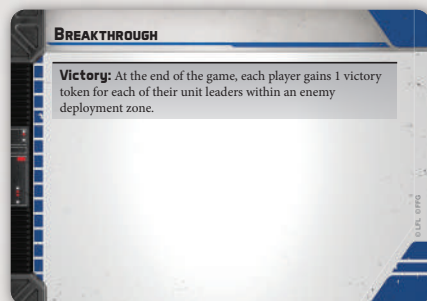 BREAKTHROUGH
Victory: At the end of the game, each player gains 1 victory
token for each of their unit leaders within an enemy
deployment zone.
© LFL © FFG